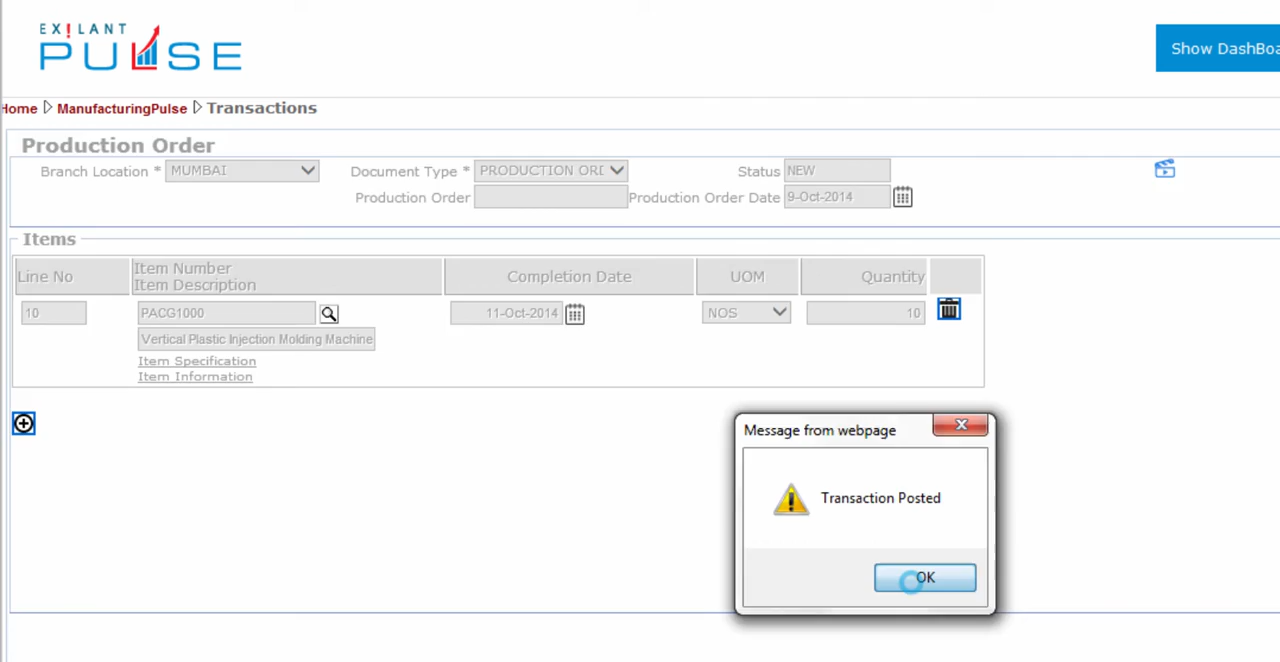 EX!LANT
PULSE
Show DashBoa
Home ManufacturingPulse Transactions
Production Order
Branch Location * MUMBAI Document Type * PRODUCTION ORD Status NEW
Production Order Production Order Date 9-Oct-2014
Items
Line No Item Number Completion Date UOM Quantity
Item Description
10 PACG1000 11-Oct-2014 NOS 10
Vertical Plastic Injection Molding Machine
Item Specification
Item Information
Message from webpage
Transaction Posted
OK